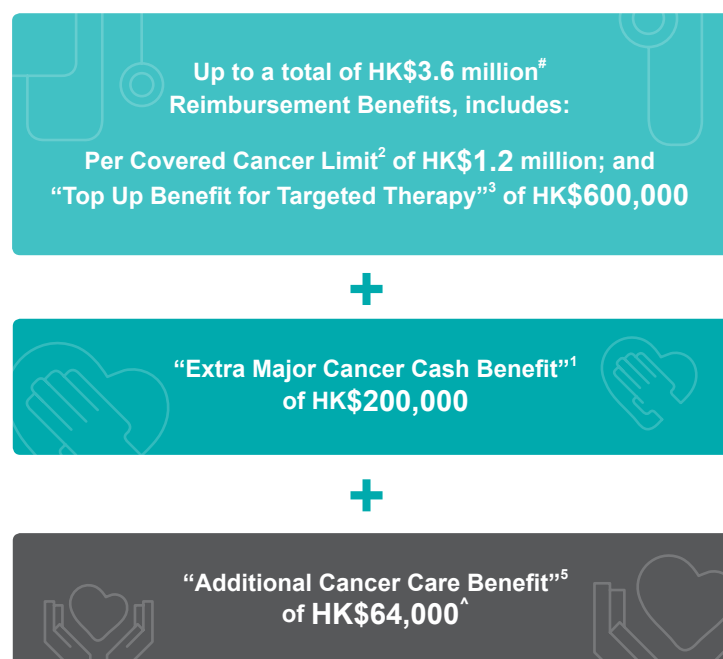 Up to a total of HK$3.6 million#
Reimbursement Benefits, includes:
Per Covered Cancer Limit2 of HK$1.2 million; and
“Top Up Benefit for Targeted Therapy”3 of HK$600,000
+
“Extra Major Cancer Cash Benefit”1
of HK$200,000
+
“Additional Cancer Care Benefit”5
of HK$64,000^